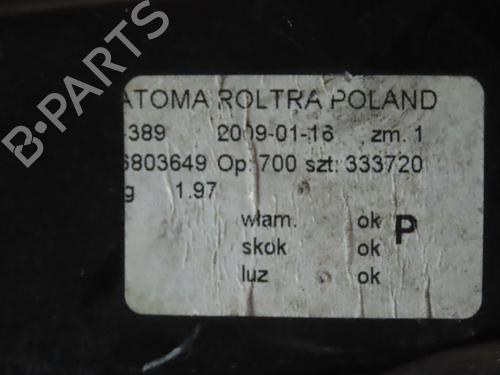 B-PARTS
ATOMA ROLTRA POLAND
389 2009-01-16 zm. 1
6803649 Op: 700 szt: 333720
g 1.97
włam. ok P
skok ok
luz ok